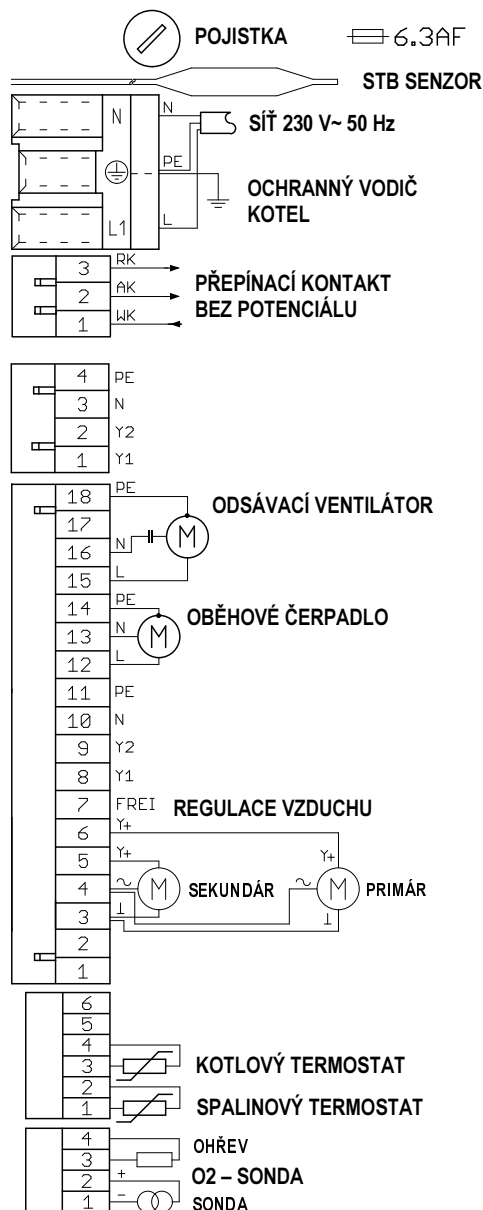 POJISTKA 6.3AF
STB SENZOR
N N SÍŤ 230 V~ 50 Hz
PE
OCHRANNÝ VODIČ
KOTEL
L1 L
3 RK
PŘEPÍNACÍ KONTAKT
2 AK
BEZ POTENCIÁLU
1 WK
4 PE
3 N
2 Y2
1 Y1
18 PE
ODSÁVACÍ VENTILÁTOR
17
16 N M
15 L
14 PE
OBĚHOVÉ ČERPADLO
13 N M
12 L
11 PE
10 N
9 Y2
8 Y1
7 FREI REGULACE VZDUCHU
6 Y+
5 Y+ Y+
4 ~ M SEKUNDÁR ~ M PRIMÁR
3 ⊥ ⊥
2
1
6
5
4
3 KOTLOVÝ TERMOSTAT
2
1 SPALINOVÝ TERMOSTAT
4 OHŘEV
3
2 + O2 – SONDA
1 - SONDA